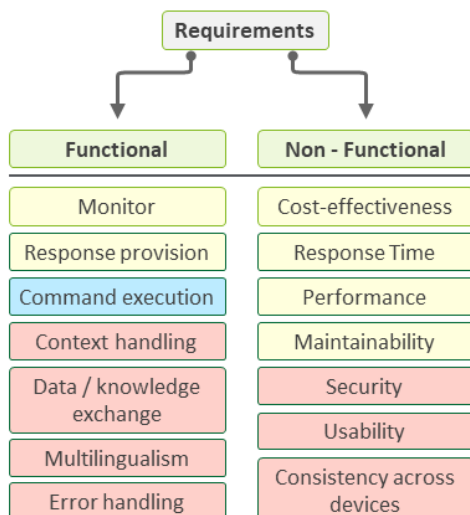 Requirements
Functional
Non - Functional
Monitor
Response provision
Command execution
Context handling
Data / knowledge
exchange
Multilingualism
Error handling
Cost-effectiveness
Response Time
Performance
Maintainability
Security
Usability
Consistency across
devices